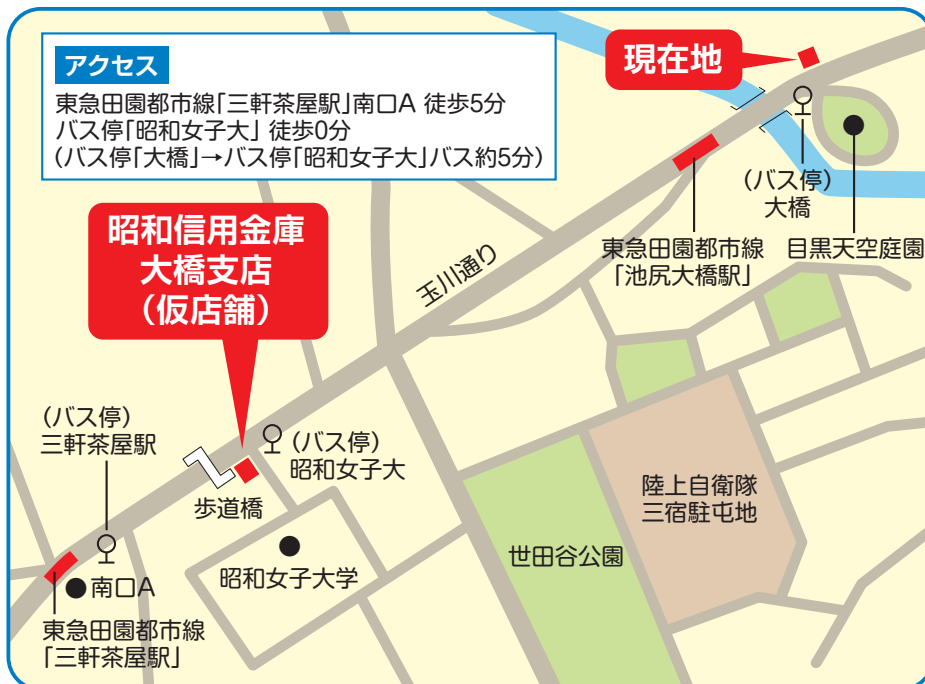 アクセス
東急田園都市線「三軒茶屋駅」南口A 徒歩5分
バス停「昭和女子大」 徒歩0分
(バス停「大橋」→バス停「昭和女子大」バス約5分)
現在地
昭和信用金庫
大橋支店
(仮店舗)
(バス停)
大橋
東急田園都市線
「池尻大橋駅」
目黒天空庭園
玉川通り
(バス停)
三軒茶屋駅
(バス停)
昭和女子大
歩道橋
陸上自衛隊
三宿駐屯地
世田谷公園
昭和女子大学
南口A
東急田園都市線
「三軒茶屋駅」